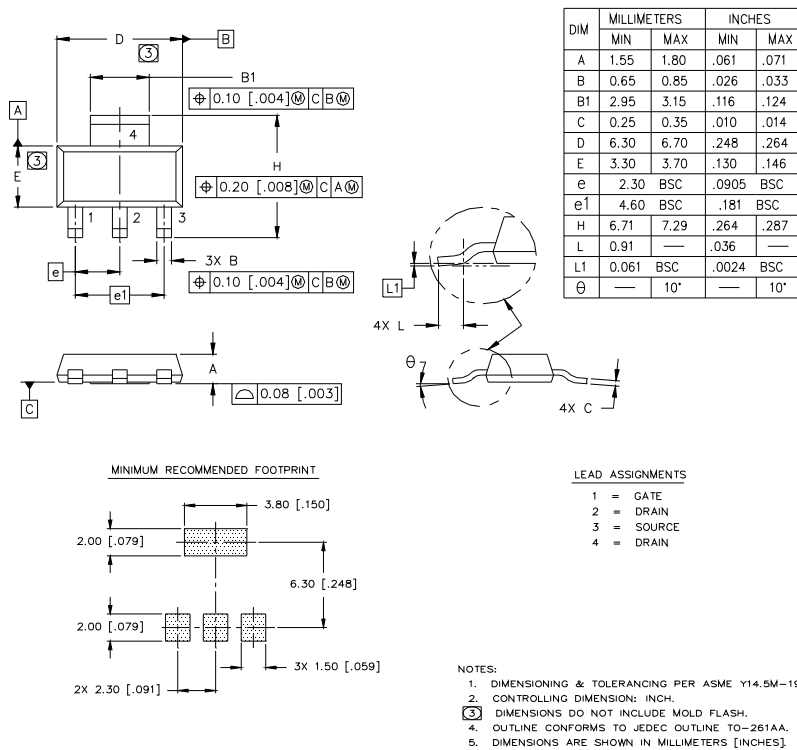 D
B
3
B1
⌖ 0.10 [.004]Ⓜ C BⓂ
A
4
3
E
H
⌖ 0.20 [.008]Ⓜ C AⓂ
1 2 3
e
3X B
⌖ 0.10 [.004]Ⓜ C BⓂ
e1
L1
4X L
A
C
⌓ 0.08 [.003]
θ
4X C
DIM MILLIMETERS INCHES
MIN MAX MIN MAX
A 1.55 1.80 .061 .071
B 0.65 0.85 .026 .033
B1 2.95 3.15 .116 .124
C 0.25 0.35 .010 .014
D 6.30 6.70 .248 .264
E 3.30 3.70 .130 .146
e 2.30 BSC .0905 BSC
e1 4.60 BSC .181 BSC
H 6.71 7.29 .264 .287
L 0.91 — .036 —
L1 0.061 BSC .0024 BSC
θ — 10° — 10°
MINIMUM RECOMMENDED FOOTPRINT
3.80 [.150]
2.00 [.079]
6.30 [.248]
2.00 [.079]
3X 1.50 [.059]
2X 2.30 [.091]
LEAD ASSIGNMENTS
1 = GATE
2 = DRAIN
3 = SOURCE
4 = DRAIN
NOTES:
1. DIMENSIONING & TOLERANCING PER ASME Y14.5M-19
2. CONTROLLING DIMENSION: INCH.
3 DIMENSIONS DO NOT INCLUDE MOLD FLASH.
4. OUTLINE CONFORMS TO JEDEC OUTLINE TO-261AA.
5. DIMENSIONS ARE SHOWN IN MILLIMETERS [INCHES].